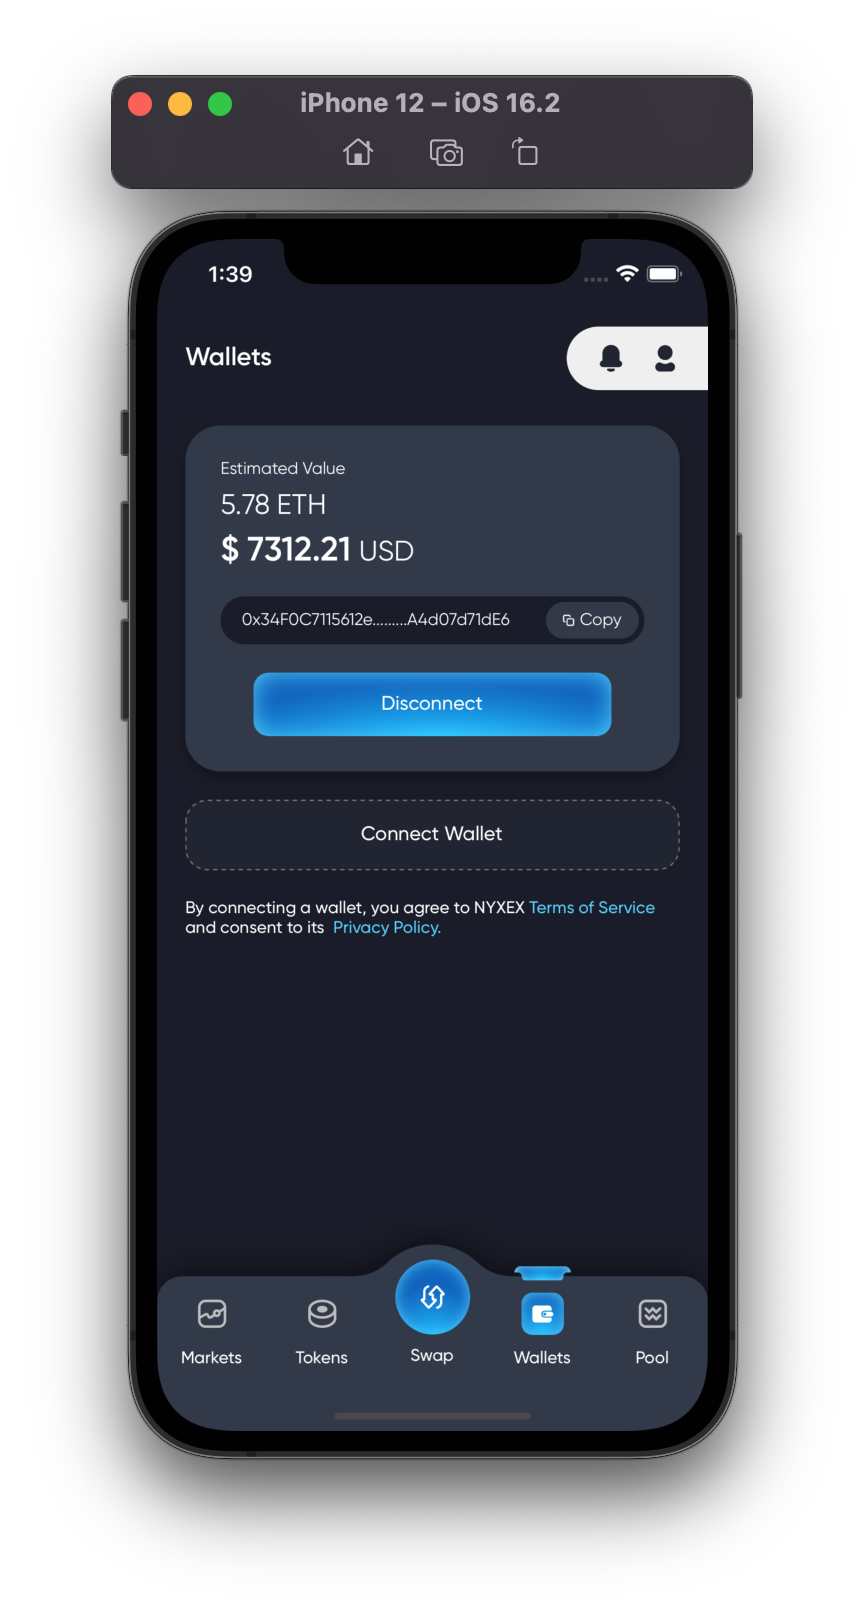 iPhone 12 – iOS 16.2
1:39
Wallets
Estimated Value
5.78 ETH
$ 7312.21 USD
0x34F0C7115612e.........A4d07d71dE6
Copy
Disconnect
Connect Wallet
By connecting a wallet, you agree to NYXEX Terms of Service
and consent to its Privacy Policy.
Markets
Tokens
Swap
Wallets
Pool